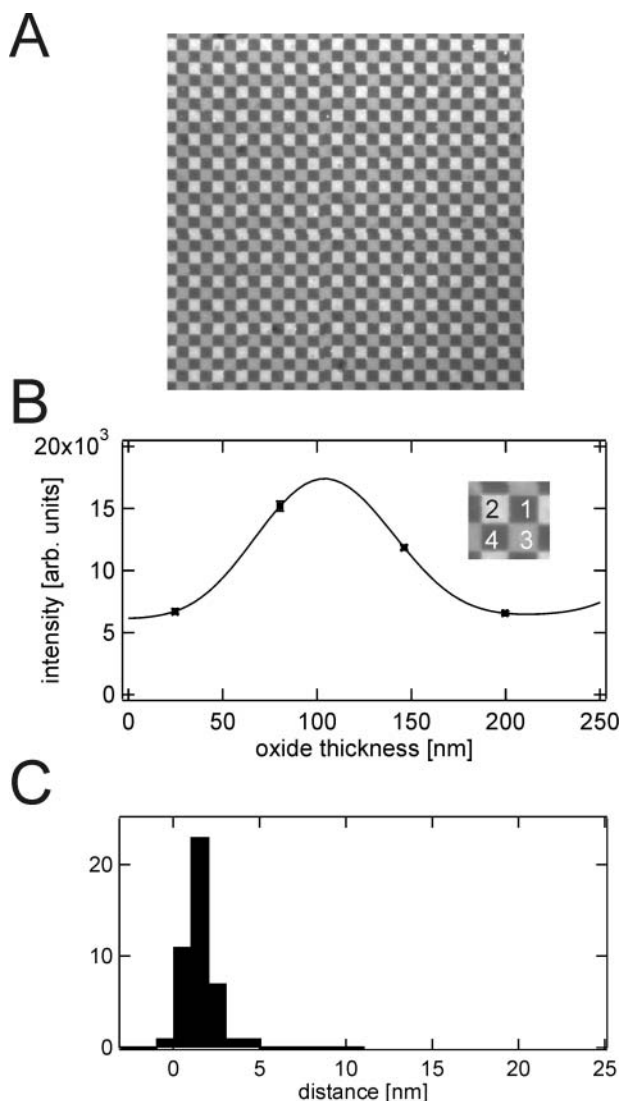 A
B
20x10³
15
10
5
0
intensity [arb. units]
2 1
4 3
0 50 100 150 200 250
oxide thickness [nm]
C
20
10
0
0 5 10 15 20 25
distance [nm]